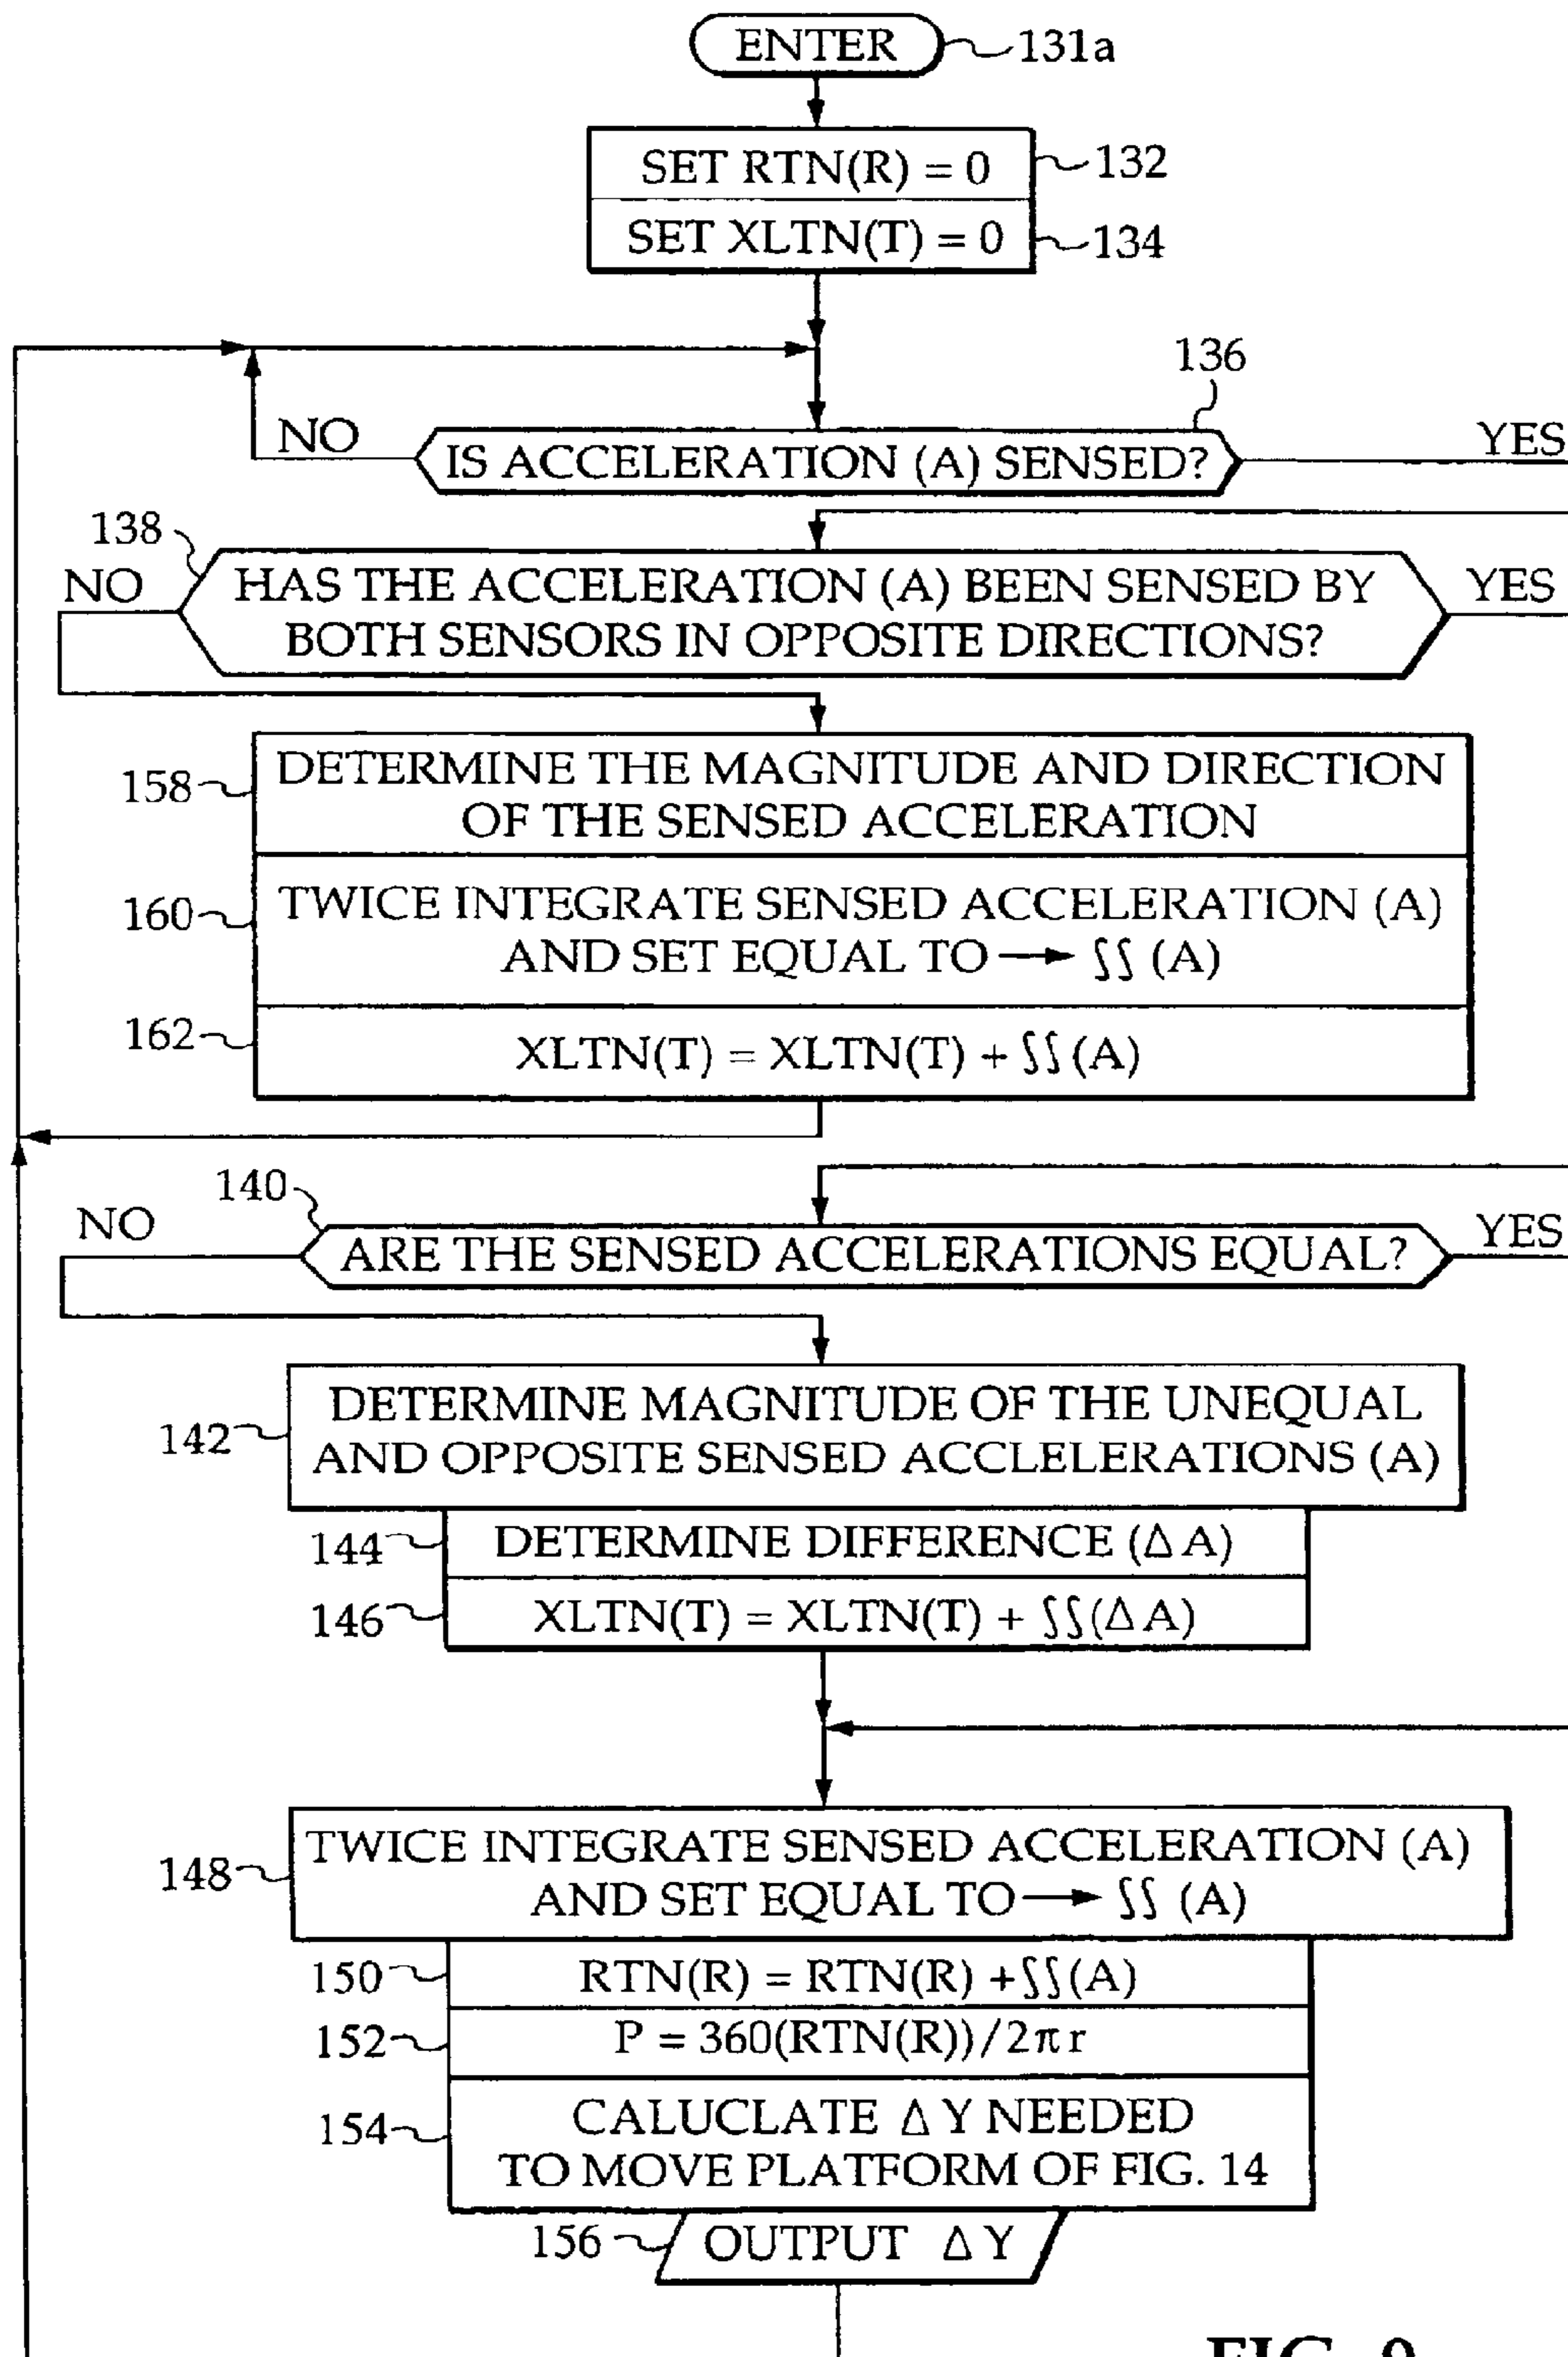 ENTER
131a
SET RTN(R) = 0
132
SET XLTN(T) = 0
134
136
NO
IS ACCELERATION (A) SENSED?
YES
138
NO
HAS THE ACCELERATION (A) BEEN SENSED BY
BOTH SENSORS IN OPPOSITE DIRECTIONS?
YES
158
DETERMINE THE MAGNITUDE AND DIRECTION
OF THE SENSED ACCELERATION
160
TWICE INTEGRATE SENSED ACCELERATION (A)
AND SET EQUAL TO → ∫∫ (A)
162
XLTN(T) = XLTN(T) + ∫∫ (A)
140
NO
ARE THE SENSED ACCELERATIONS EQUAL?
YES
142
DETERMINE MAGNITUDE OF THE UNEQUAL
AND OPPOSITE SENSED ACCLELERATIONS (A)
144
DETERMINE DIFFERENCE (Δ A)
146
XLTN(T) = XLTN(T) + ∫∫(Δ A)
148
TWICE INTEGRATE SENSED ACCELERATION (A)
AND SET EQUAL TO → ∫∫ (A)
150
RTN(R) = RTN(R) +∫∫(A)
152
P = 360(RTN(R))/2π r
154
CALUCLATE Δ Y NEEDED
TO MOVE PLATFORM OF FIG. 14
156
OUTPUT Δ Y